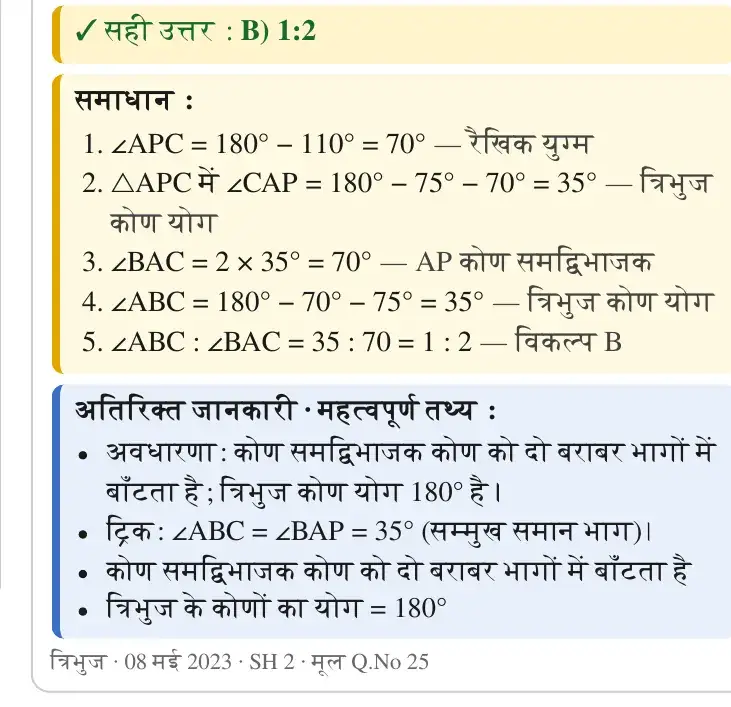 ✓ सही उत्तर : B) 1:2
समाधान :
1. ∠APC = 180° − 110° = 70° — रैखिक युग्म
2. △APC में ∠CAP = 180° − 75° − 70° = 35° — त्रिभुज
कोण योग
3. ∠BAC = 2 × 35° = 70° — AP कोण समद्विभाजक
4. ∠ABC = 180° − 70° − 75° = 35° — त्रिभुज कोण योग
5. ∠ABC : ∠BAC = 35 : 70 = 1 : 2 — विकल्प B
अतिरिक्त जानकारी · महत्वपूर्ण तथ्य :
• अवधारणा : कोण समद्विभाजक कोण को दो बराबर भागों में
बाँटता है ; त्रिभुज कोण योग 180° है।
• ट्रिक : ∠ABC = ∠BAP = 35° (सम्मुख समान भाग)।
• कोण समद्विभाजक कोण को दो बराबर भागों में बाँटता है
• त्रिभुज के कोणों का योग = 180°
त्रिभुज · 08 मई 2023 · SH 2 · मूल Q.No 25